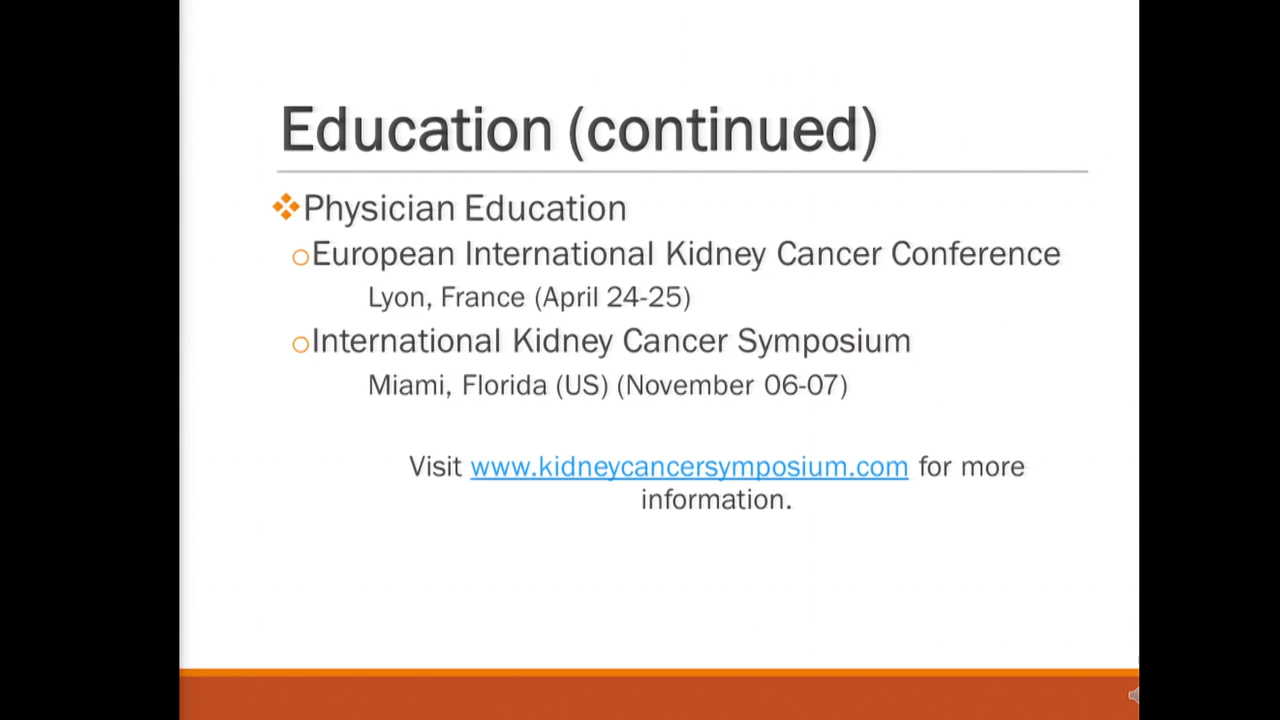 Education (continued)
Physician Education
European International Kidney Cancer Conference
Lyon, France (April 24-25)
International Kidney Cancer Symposium
Miami, Florida (US) (November 06-07)
Visit www.kidneycancersymposium.com for more
information.